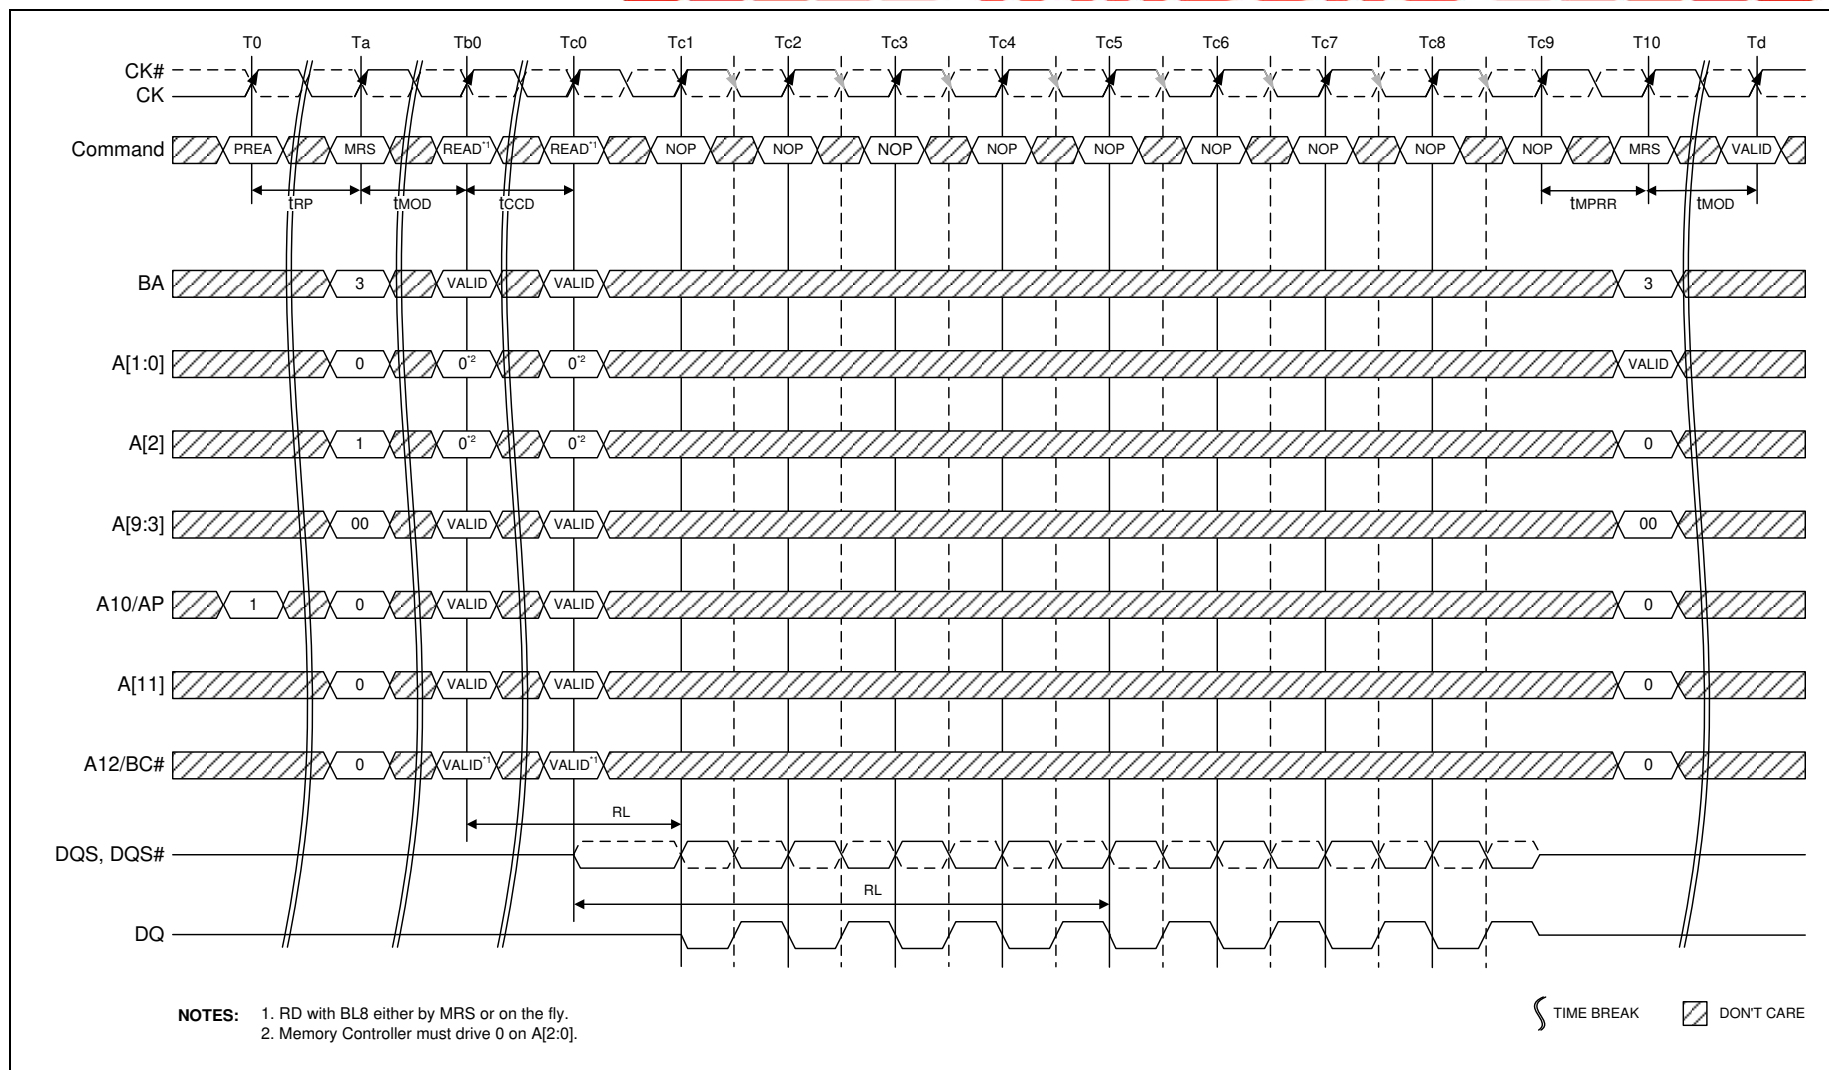 T0 Ta Tb0 Tc0 Tc1 Tc2 Tc3 Tc4 Tc5 Tc6 Tc7 Tc8 Tc9 T10 Td
CK#
CK
Command PREA MRS READ*1 READ*1 NOP NOP NOP NOP NOP NOP NOP NOP NOP MRS VALID
tRP tMOD tCCD tMPRR tMOD
BA 3 VALID VALID 3
A[1:0] 0 0*2 0*2 VALID
A[2] 1 0*2 0*2 0
A[9:3] 00 VALID VALID 00
A10/AP 1 0 VALID VALID 0
A[11] 0 VALID VALID 0
A12/BC# 0 VALID*1 VALID*1 0
RL
DQS, DQS#
RL
DQ
NOTES: 1. RD with BL8 either by MRS or on the fly.
2. Memory Controller must drive 0 on A[2:0].
TIME BREAK DON'T CARE